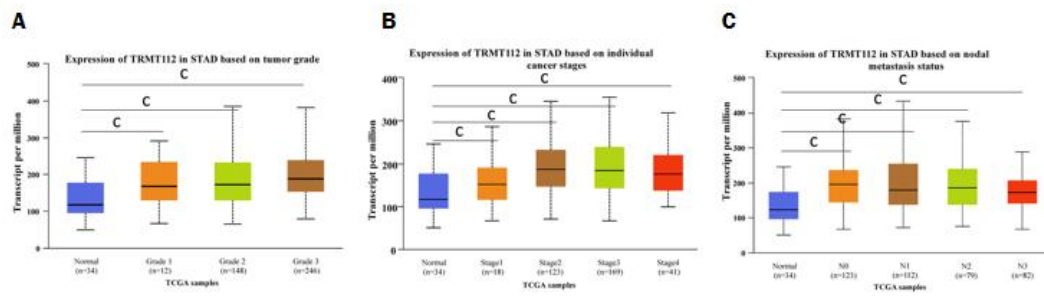 A
Expression of TRMT112 in STAD based on tumor grade
500
400
300
200
100
0
Transcript per million
C
C
C
Normal
(n=34)
Grade 1
(n=12)
Grade 2
(n=148)
Grade 3
(n=246)
TCGA samples
B
Expression of TRMT112 in STAD based on individual
cancer stages
400
300
200
100
0
Transcript per million
C
C
C
C
Normal
(n=34)
Stage1
(n=18)
Stage2
(n=123)
Stage3
(n=169)
Stage4
(n=41)
TCGA samples
C
Expression of TRMT112 in STAD based on nodal
metastasis status
500
400
300
200
100
0
Transcript per million
C
C
C
C
Normal
(n=34)
N0
(n=123)
N1
(n=112)
N2
(n=79)
N3
(n=82)
TCGA samples